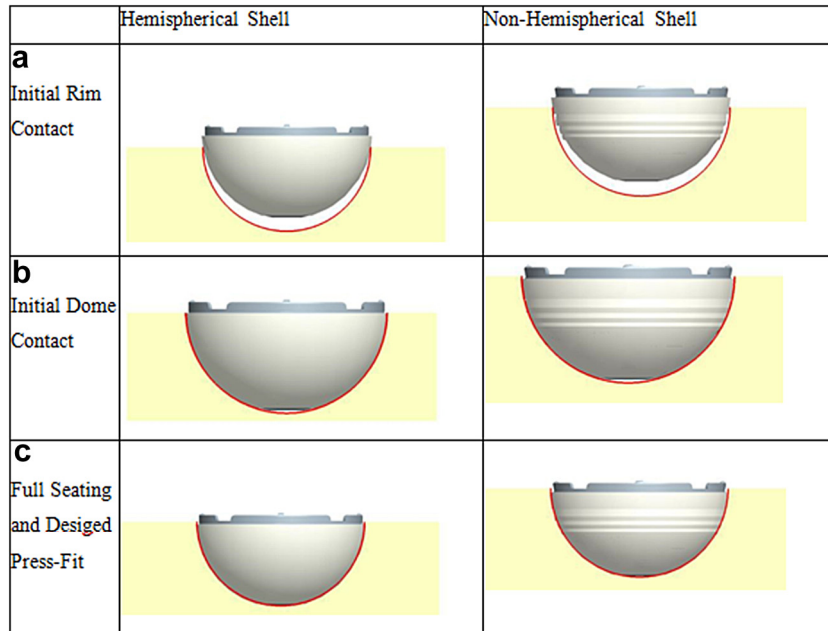 Hemispherical Shell
Non-Hemispherical Shell
a
Initial Rim
Contact
b
Initial Dome
Contact
c
Full Seating
and Desiged
Press-Fit